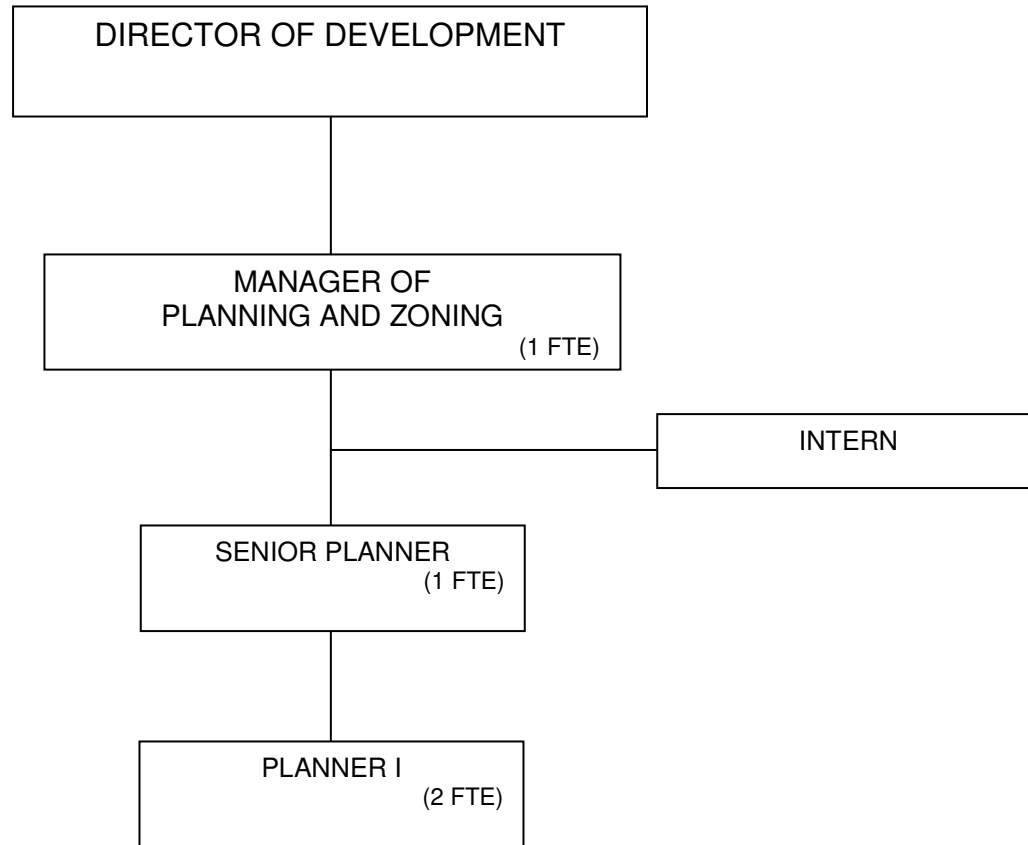 DIRECTOR OF DEVELOPMENT
MANAGER OF
PLANNING AND ZONING
(1 FTE)
INTERN
SENIOR PLANNER
(1 FTE)
PLANNER I
(2 FTE)